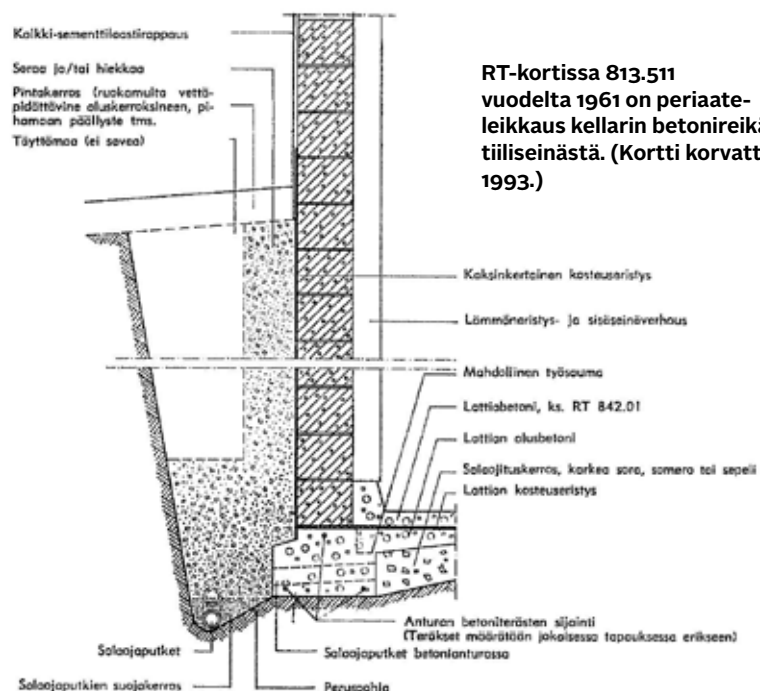 Kalkki-sementtilaastirappaus
Soraa ja/tai hiekkaa
Pintakerros (ruokamulta vettä-
pidättävine aluskerroksineen, pi-
hamaan päällyste tms.
Täyttömaa (ei savea)
RT-kortissa 813.511
vuodelta 1961 on periaate-
leikkaus kellarin betonireikä
tiiliseinästä. (Kortti korvatt
1993.)
Kaksinkertainen kosteuseristys
Lämmöneristys- ja sisäseinäverhous
Mahdollinen työsauma
Lattiabetoni, ks. RT 842.01
Lattian alusbetoni
Salaojituskerros, karkea sora, somero tai sepeli
Lattian kosteuseristys
Anturan betoniterästen sijainti
(Teräkset määrätään jokaisessa tapauksessa erikseen)
Salaojaputket
Salaojaputket betonianturassa
Salaojaputkien suojakerros
Peruspohja